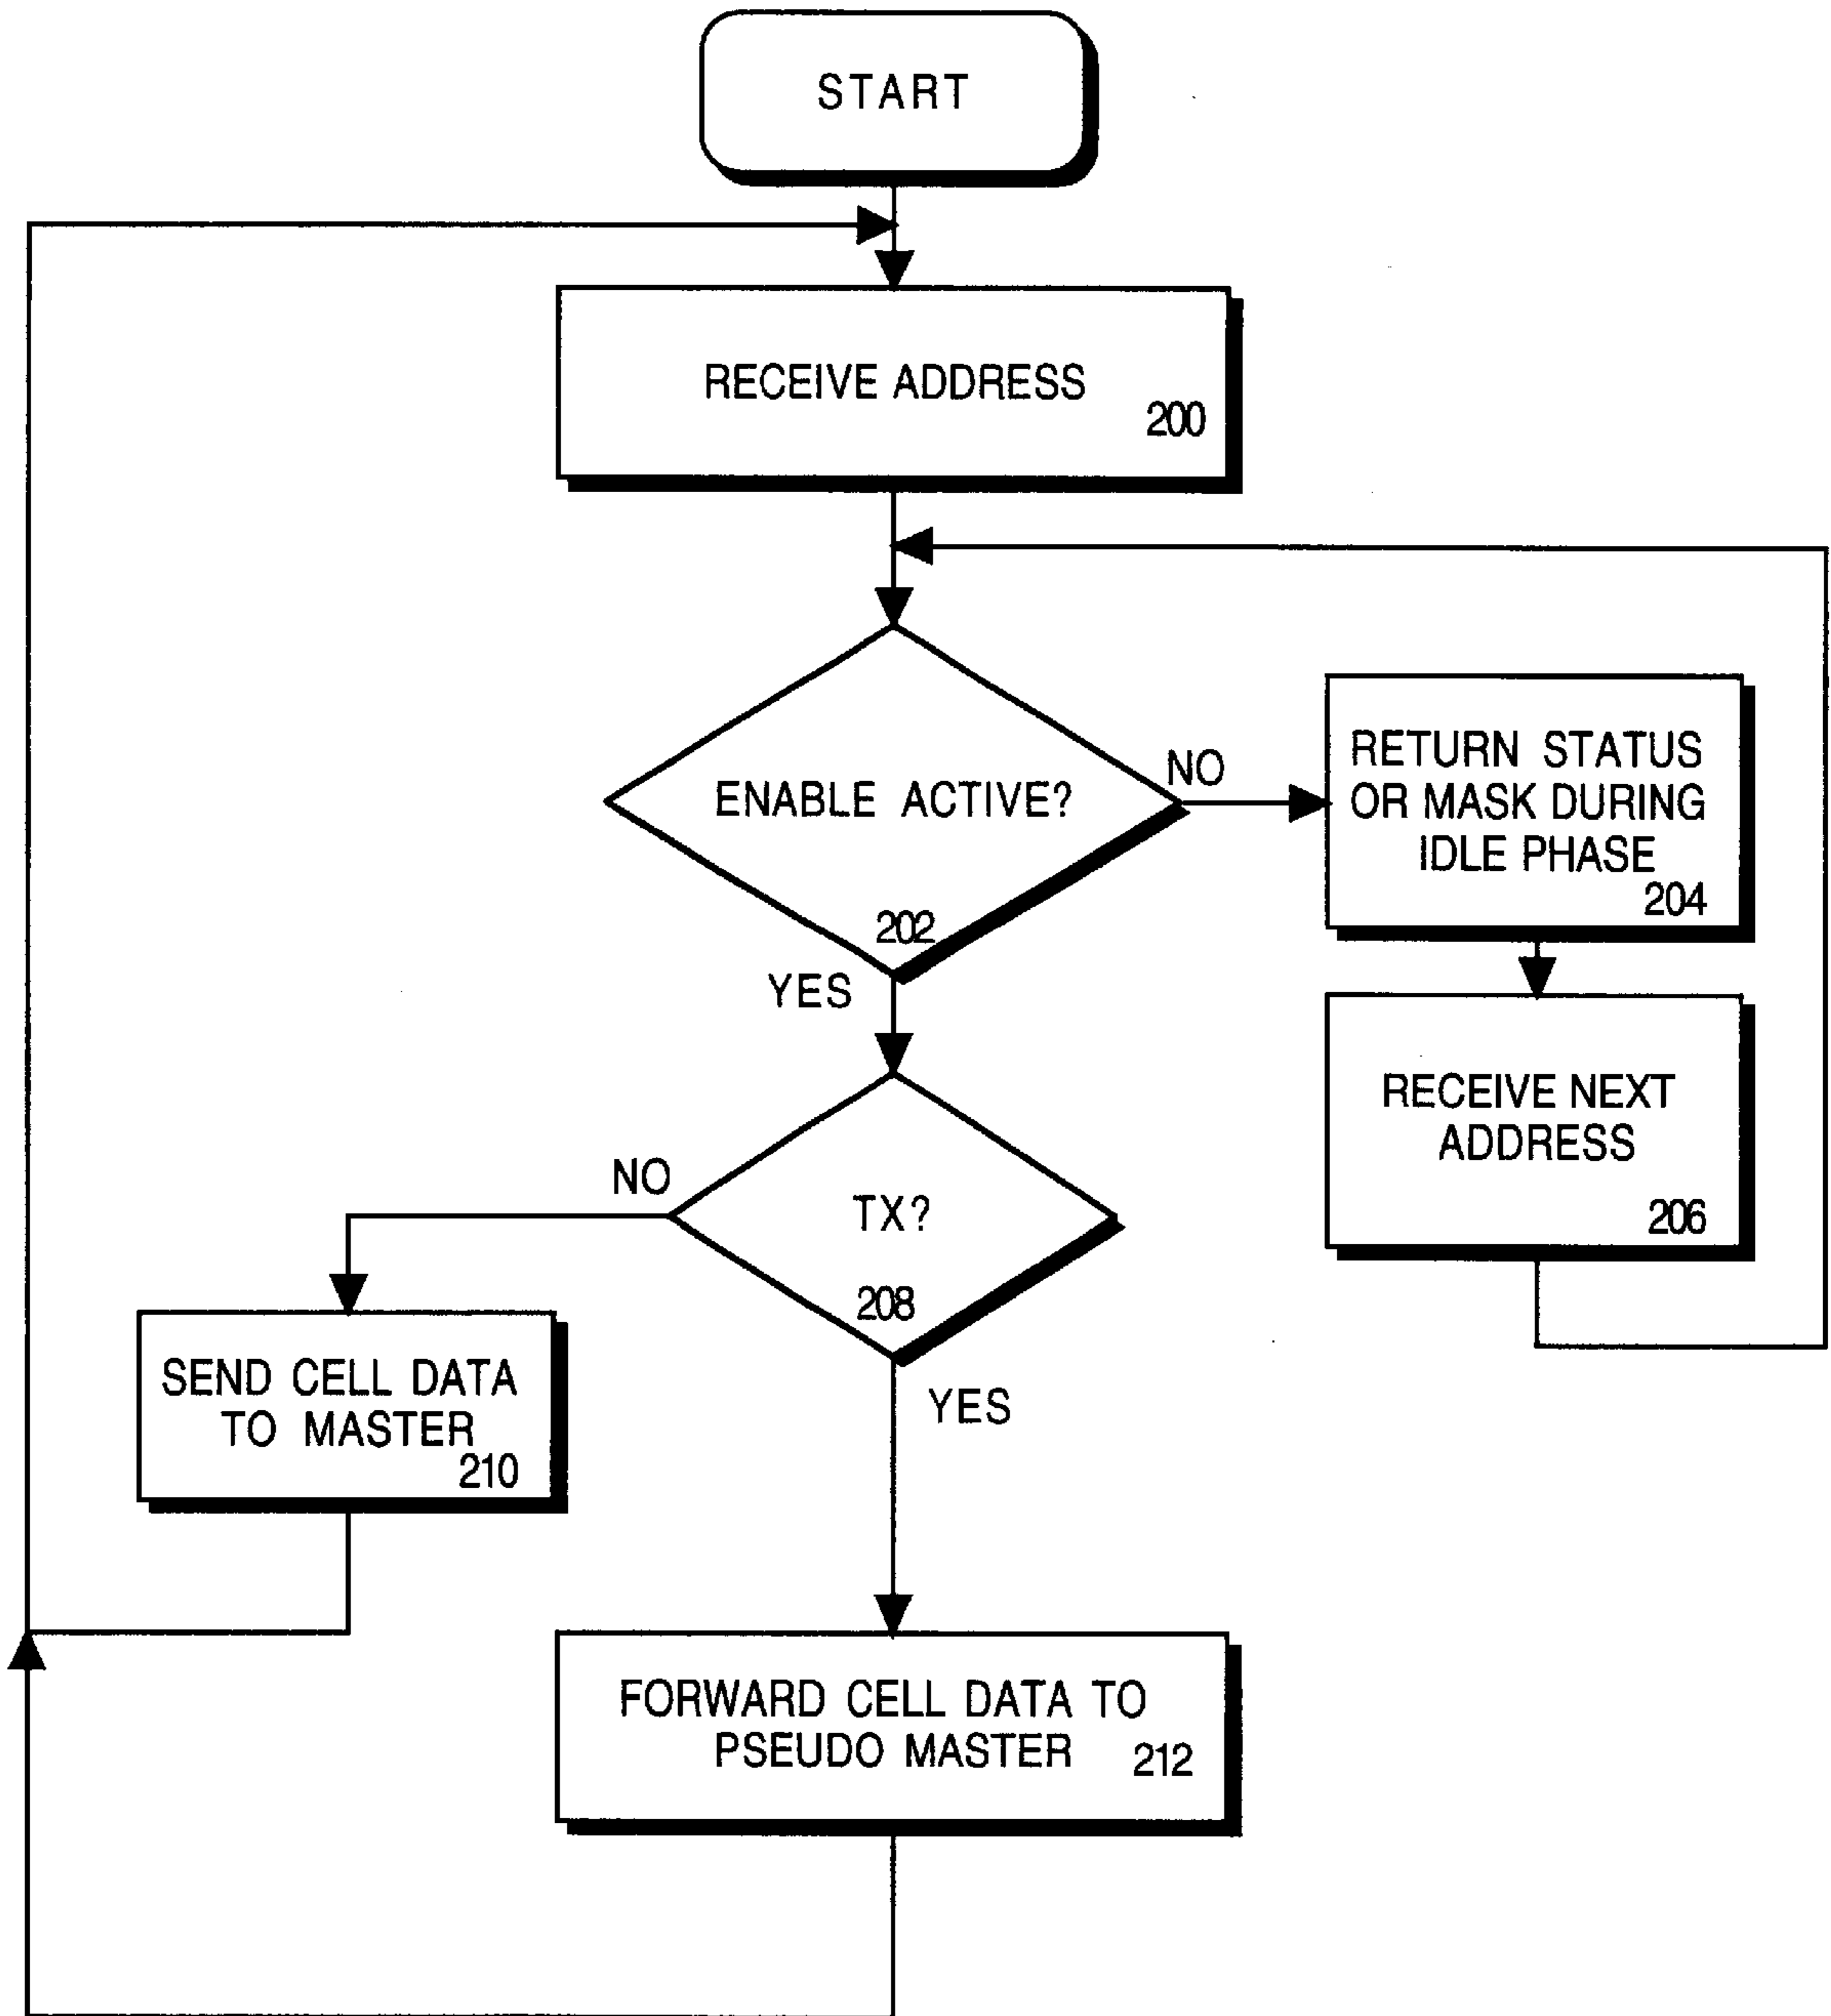 START
RECEIVE ADDRESS
200
ENABLE ACTIVE?
202
NO
YES
RETURN STATUS
OR MASK DURING
IDLE PHASE
204
RECEIVE NEXT
ADDRESS
206
TX?
208
NO
YES
SEND CELL DATA
TO MASTER
210
FORWARD CELL DATA TO
PSEUDO MASTER
212